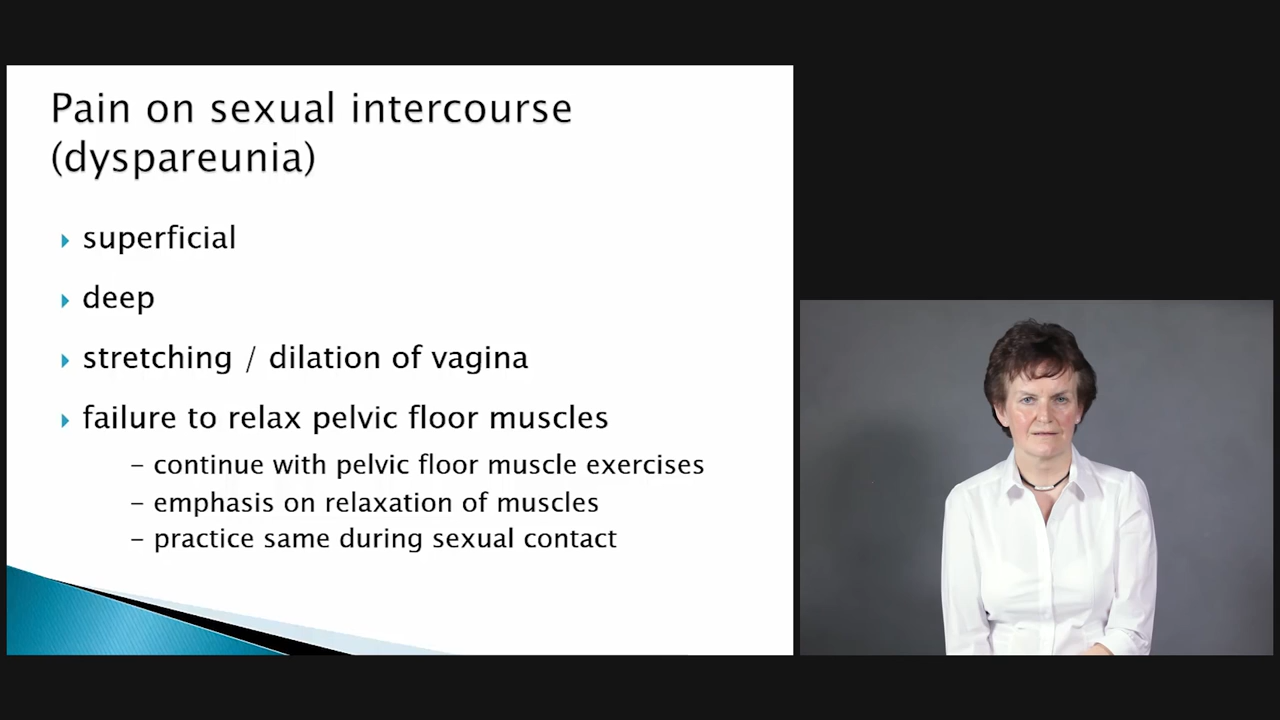 Pain on sexual intercourse
(dyspareunia)
superficial
deep
stretching / dilation of vagina
failure to relax pelvic floor muscles
– continue with pelvic floor muscle exercises
– emphasis on relaxation of muscles
– practice same during sexual contact